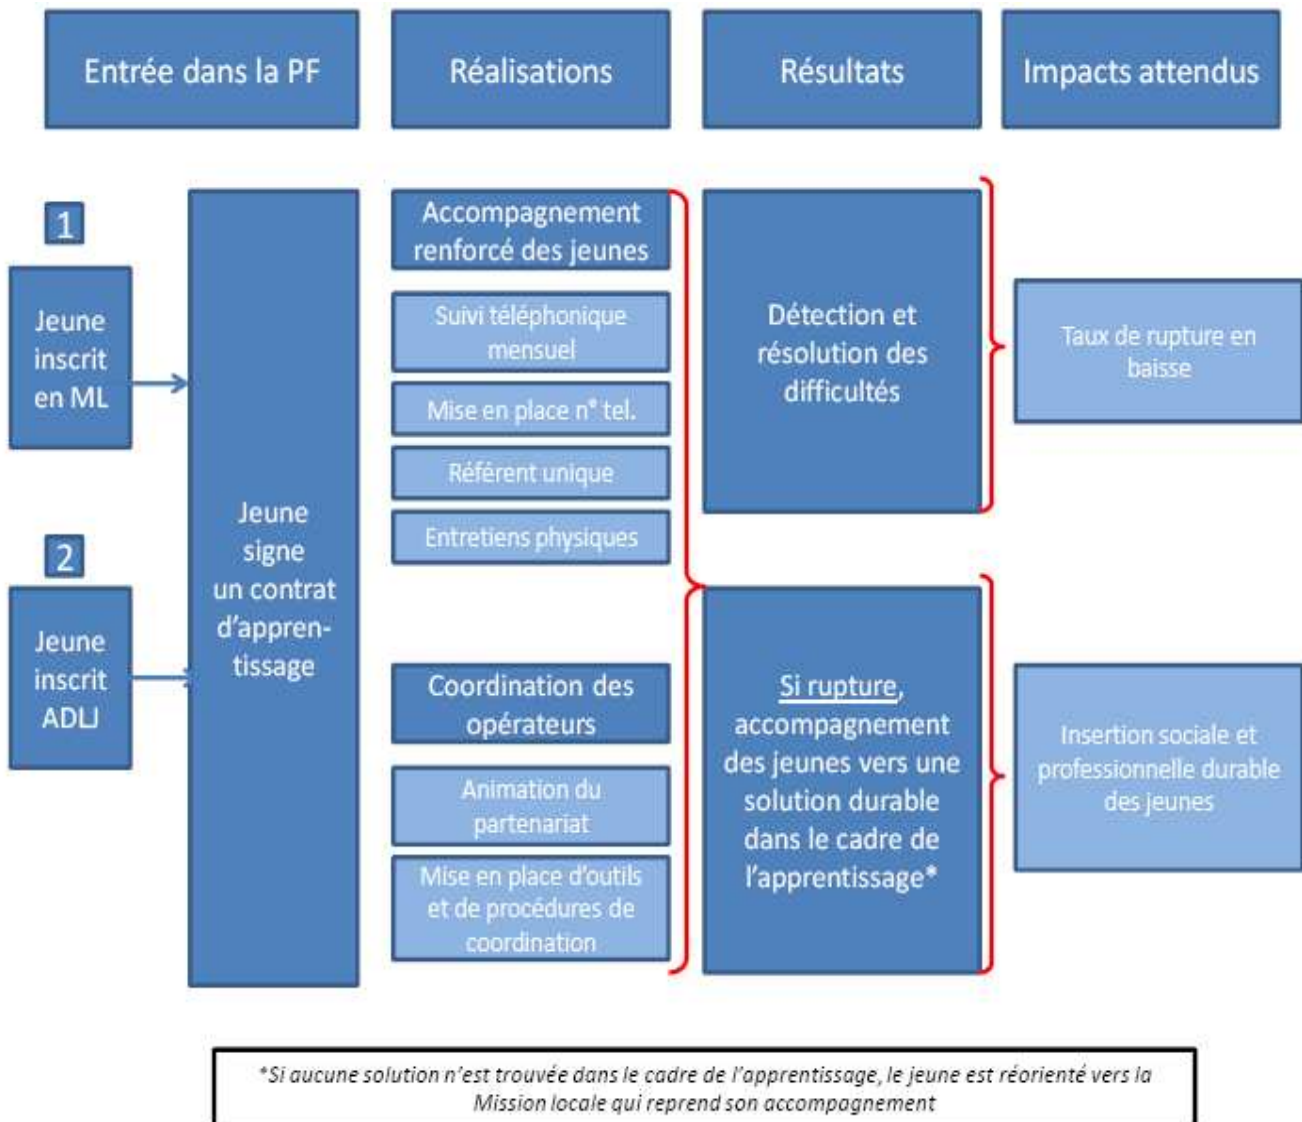 Entrée dans la PF
Réalisations
Résultats
Impacts attendus
1
Jeune
inscrit
en ML
2
Jeune
inscrit
ADLJ
Jeune
signe
un contrat
d'appren-
tissage
Accompagnement
renforcé des jeunes
Suivi téléphonique
mensuel
Mise en place n° tel.
Référent unique
Entretiens physiques
Coordination des
opérateurs
Animation du
partenariat
Mise en place d'outils
et de procédures de
coordination
Détection et
résolution des
difficultés
Si rupture,
accompagnement
des jeunes vers une
solution durable
dans le cadre de
l'apprentissage*
Taux de rupture en
baisse
Insertion sociale et
professionnelle durable
des jeunes
*Si aucune solution n'est trouvée dans le cadre de l'apprentissage, le jeune est réorienté vers la
Mission locale qui reprend son accompagnement